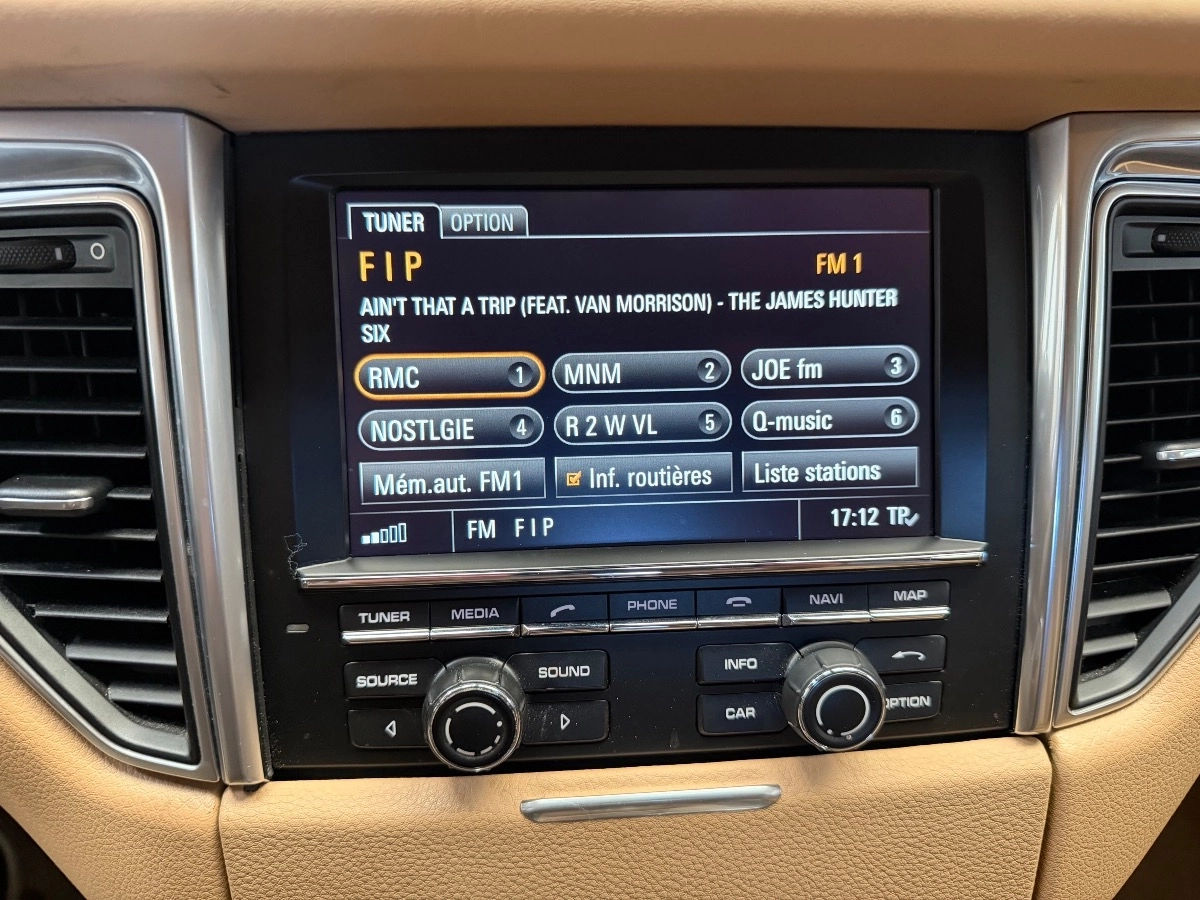 TUNER OPTION
FIP FM 1
AIN'T THAT A TRIP (FEAT. VAN MORRISON) - THE JAMES HUNTER
SIX
RMC 1 MNM 2 JOE fm 3
NOSTLGIE 4 R 2 W VL 5 Q-music 6
Mém.aut. FM1 Inf. routières Liste stations
FM FIP 17:12 TP
TUNER MEDIA PHONE NAVI MAP
SOURCE SOUND INFO
CAR OPTION